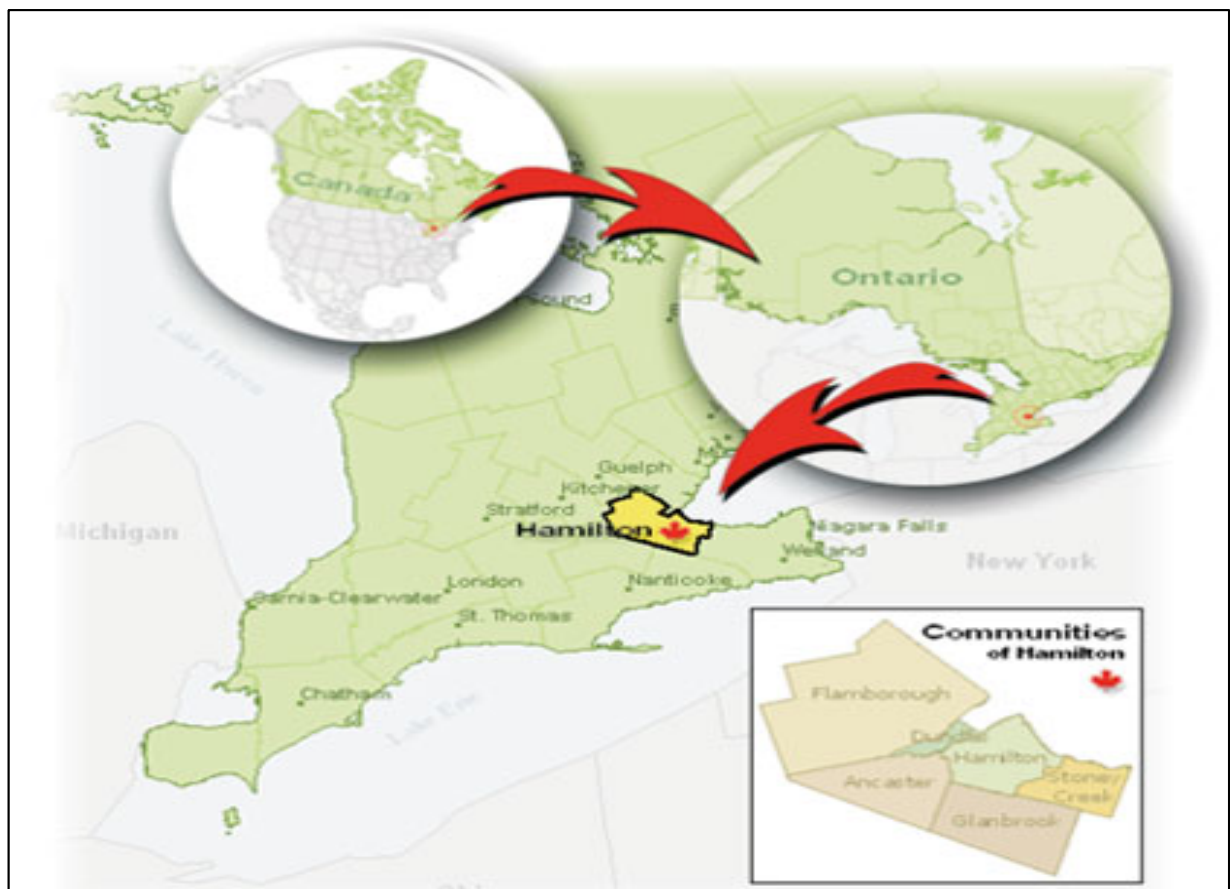 Canada
Ontario
Sound
Lake Huron
Guelph
Kitchener
Stratford
Hamilton
Niagara Falls
Welland
Michigan
New York
London
Nanticoke
Sarnia-Clearwater
St. Thomas
Chatham
Lake Erie
Communities
of Hamilton
Flamborough
Dundas
Hamilton
Ancaster
Stoney
Creek
Glanbrook